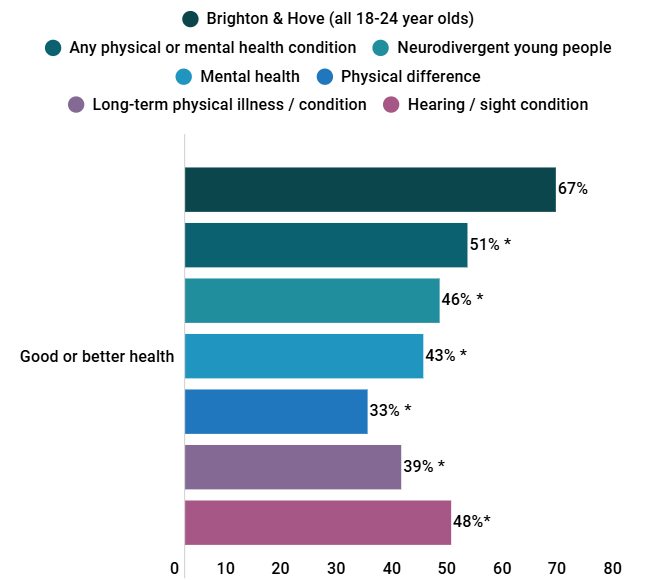 Brighton & Hove (all 18-24 year olds)
Any physical or mental health condition Neurodivergent young people
Mental health Physical difference
Long-term physical illness / condition Hearing / sight condition
67%
51% *
46% *
Good or better health 43% *
33% *
39% *
48%*
0 10 20 30 40 50 60 70 80